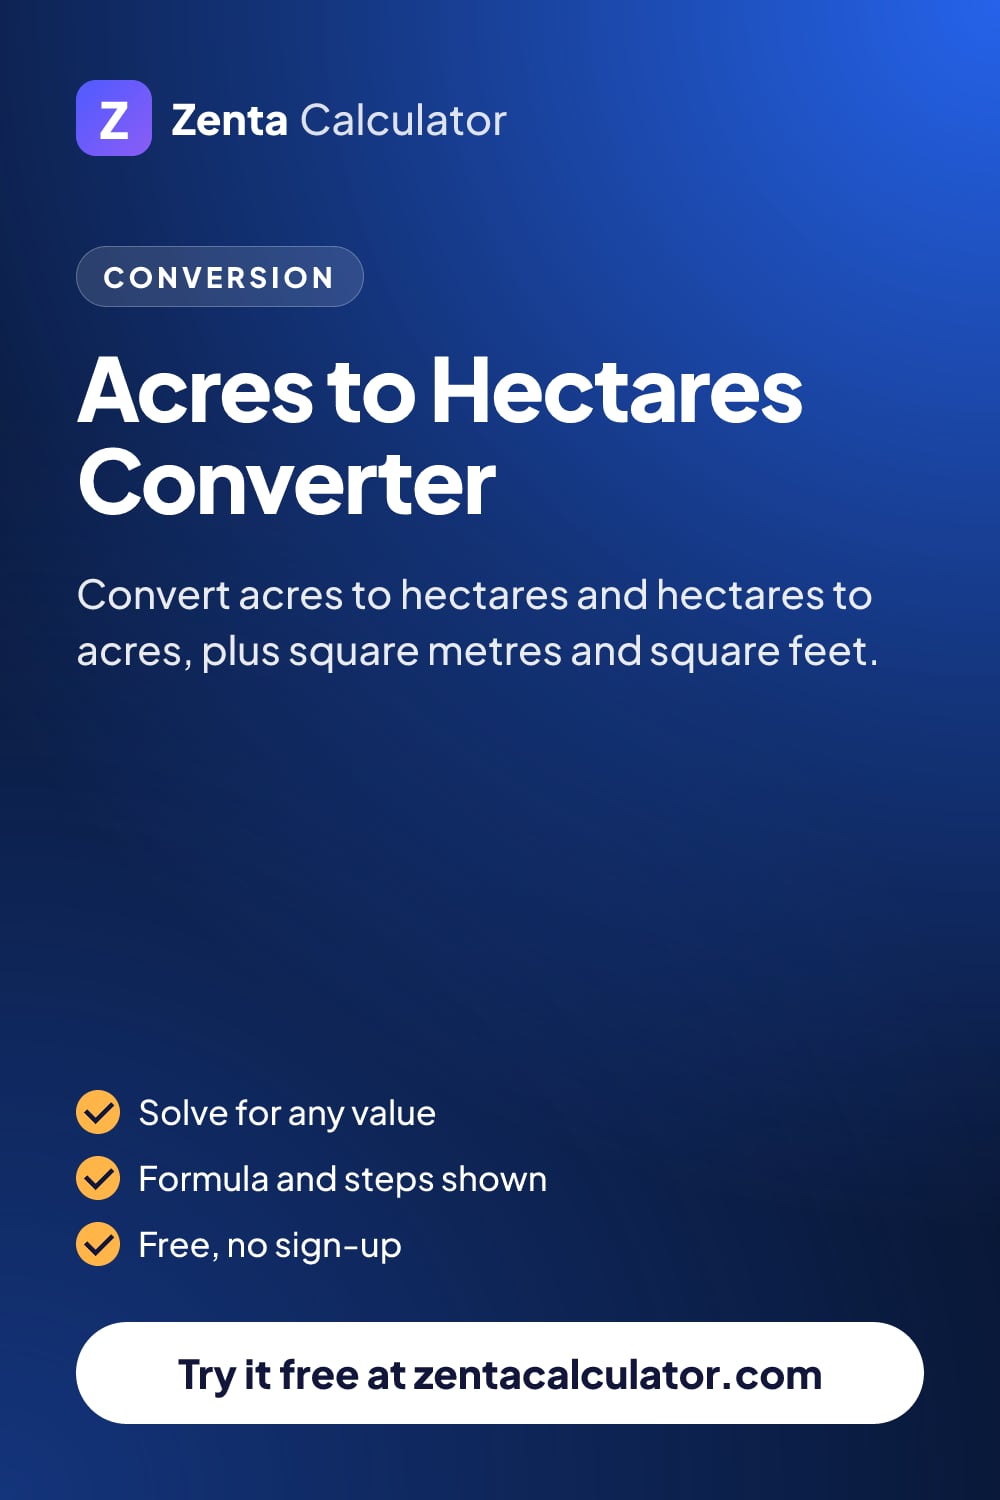 Z
Zenta Calculator
CONVERSION
Acres to Hectares
Converter
Convert acres to hectares and hectares to
acres, plus square metres and square feet.
Solve for any value
Formula and steps shown
Free, no sign-up
Try it free at zentacalculator.com